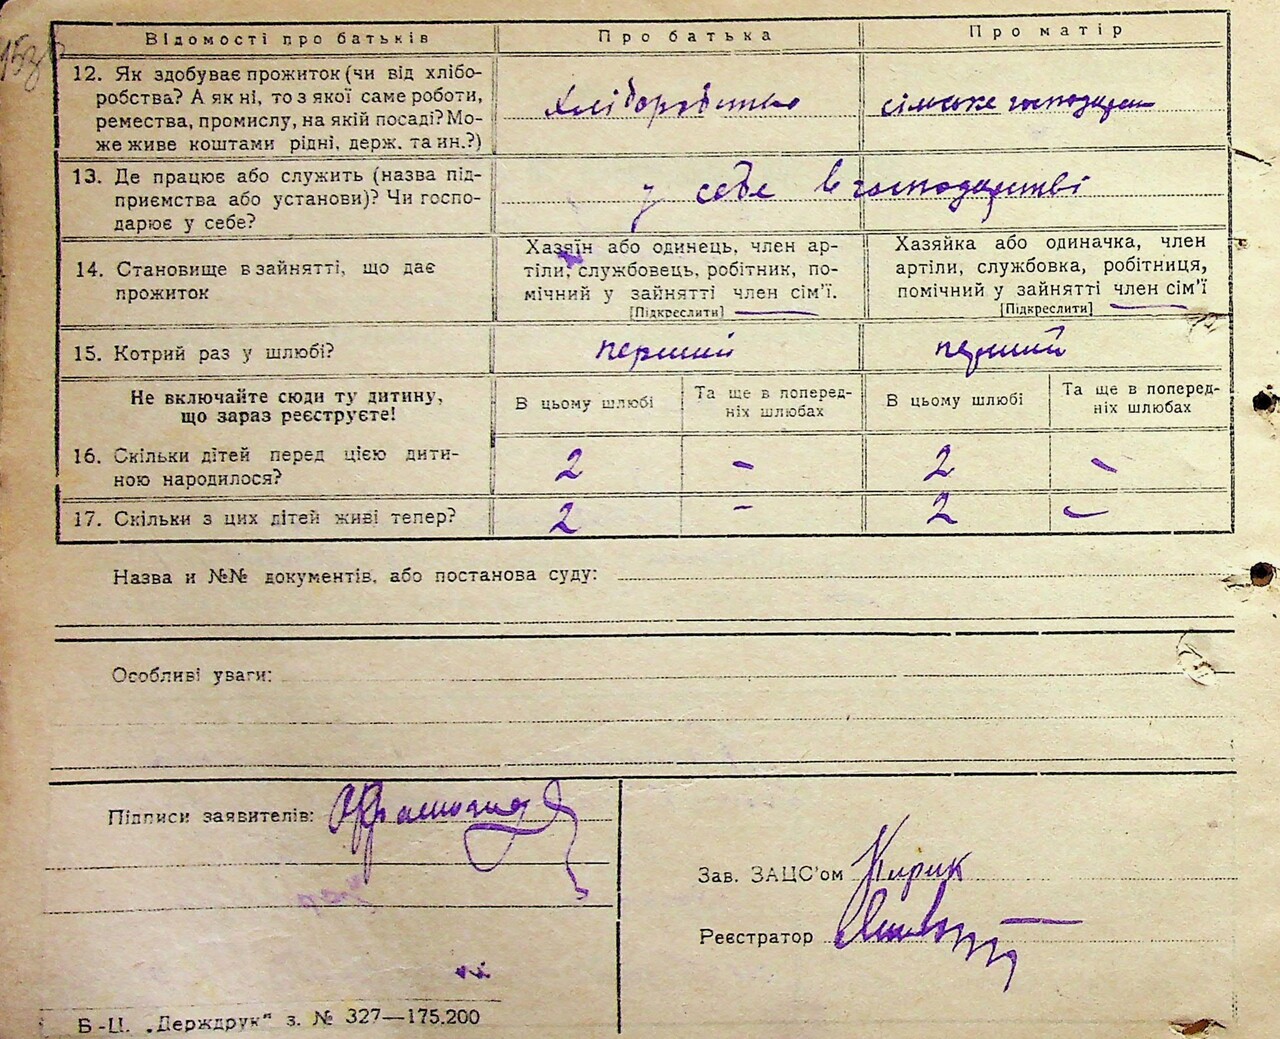 Відомості про батьків
Про батька
Про матір
12. Як здобуває прожиток (чи від хлібо-
робства? А як ні, то з якої саме роботи,
ремества, промислу, на якій посаді? Мо-
же живе коштами рідні, держ. та ин.?)
Хліборобство
сільське господарст
13. Де працює або служить (назва під-
приємства або установи)? Чи госпо-
дарює у себе?
у себе в господарстві
14. Становище в зайнятті, що дає
прожиток
Хазяїн або одинець, член ар-
тіли, службовець, робітник, по-
мічний у зайнятті член сім'ї.
[Підкреслити]
Хазяйка або одиначка, член
артіли, службовка, робітниця,
помічний у зайнятті член сім'ї
[Підкреслити]
15. Котрий раз у шлюбі?
перший
перший
Не включайте сюди ту дитину,
що зараз реєструєте!
В цьому шлюбі
Та ще в поперед-
ніх шлюбах
В цьому шлюбі
Та ще в поперед-
ніх шлюбах
16. Скільки дітей перед цією дити-
ною народилося?
2
-
2
-
17. Скільки з цих дітей живі тепер?
2
-
2
-
Назва и №№ документів, або постанова суду:
Особливі уваги:
Підписи заявителів:
Зав. ЗАЦС'ом Кирик
Реєстратор
Б-Ц. „Держдрук" з. № 327—175.200